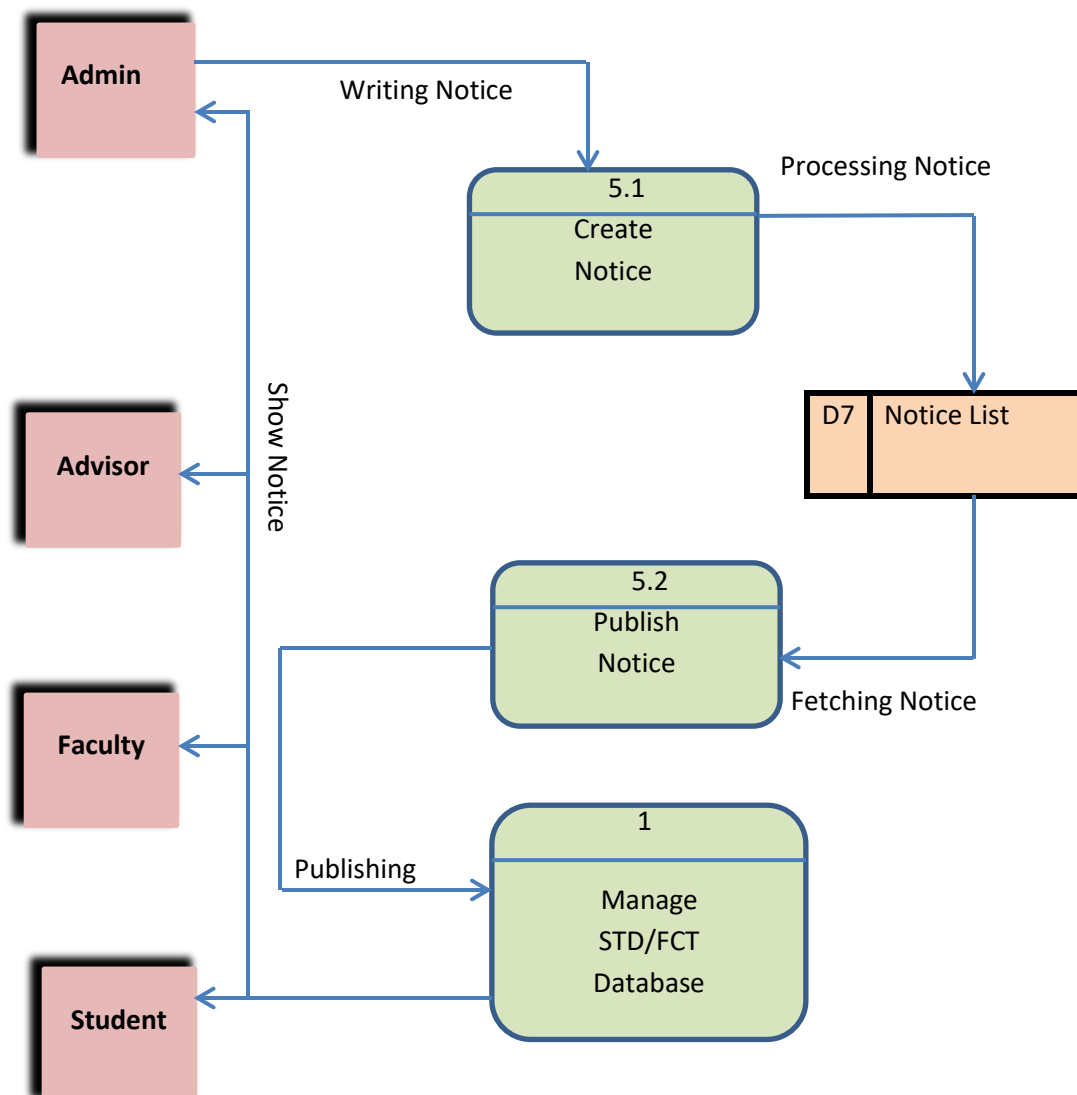 Admin
Writing Notice
Processing Notice
5.1
Create
Notice
Show Notice
D7
Notice List
Advisor
5.2
Publish
Notice
Fetching Notice
Faculty
1
Publishing
Manage
STD/FCT
Database
Student